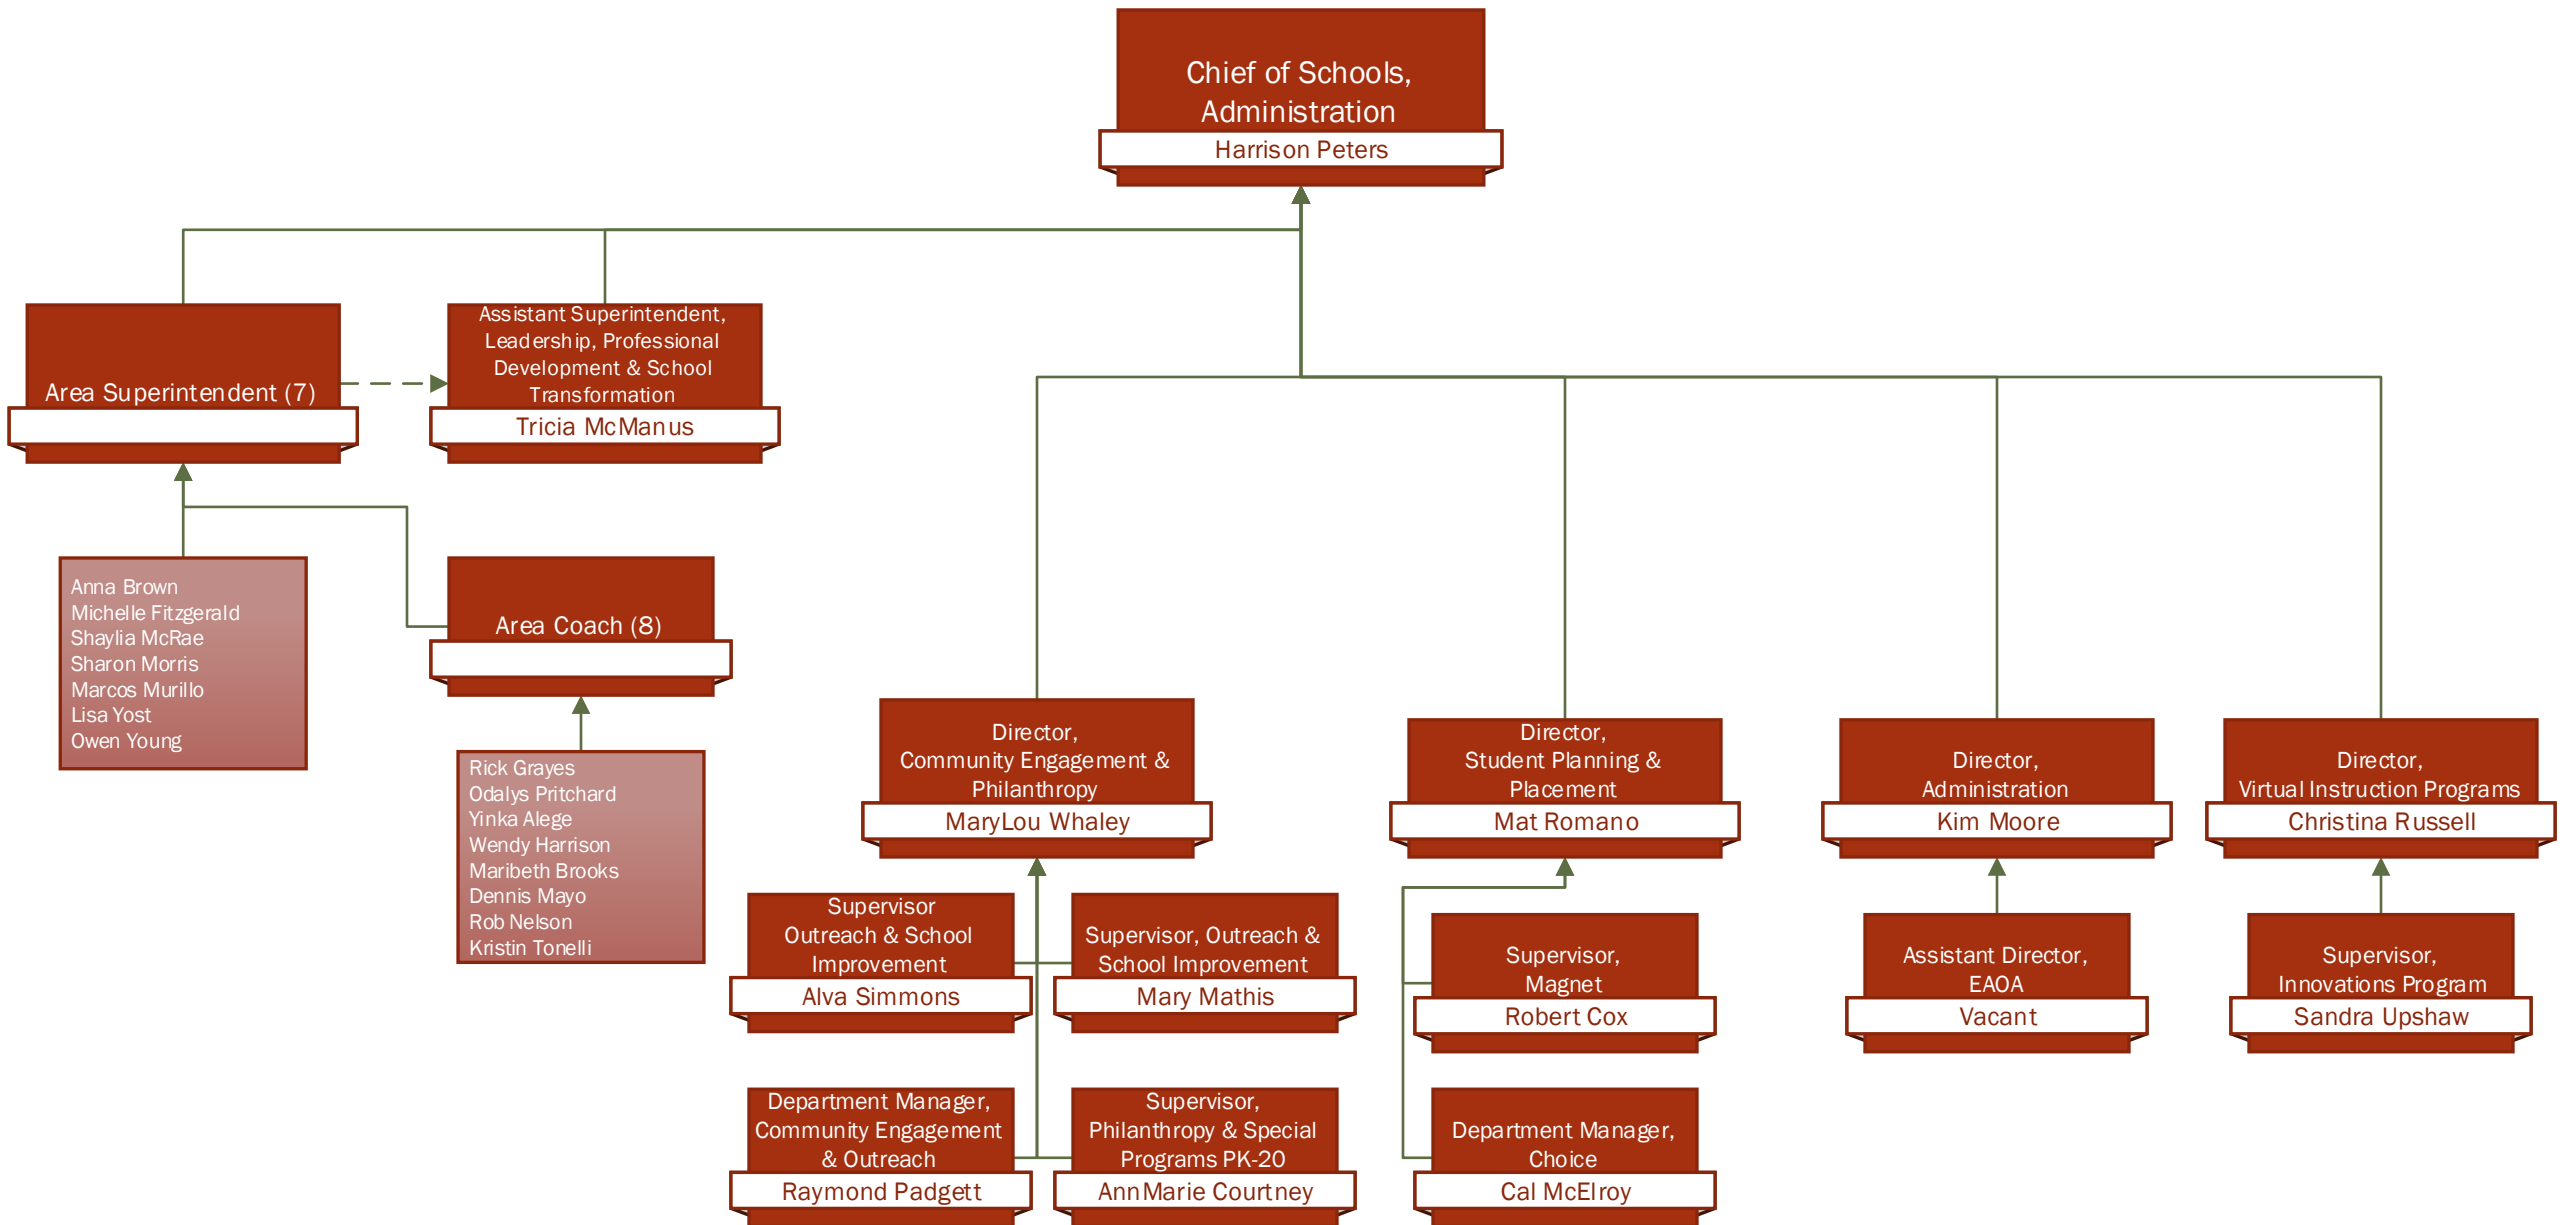 Chief of Schools,
Administration
Harrison Peters
Area Superintendent (7)
Assistant Superintendent,
Leadership, Professional
Development & School
Transformation
Tricia McManus
Anna Brown
Michelle Fitzgerald
Shaylia McRae
Sharon Morris
Marcos Murillo
Lisa Yost
Owen Young
Area Coach (8)
Rick Grayes
Odalys Pritchard
Yinka Alege
Wendy Harrison
Maribeth Brooks
Dennis Mayo
Rob Nelson
Kristin Tonelli
Director,
Community Engagement &
Philanthropy
MaryLou Whaley
Director,
Student Planning &
Placement
Mat Romano
Director,
Administration
Kim Moore
Director,
Virtual Instruction Programs
Christina Russell
Supervisor
Outreach & School
Improvement
Alva Simmons
Supervisor, Outreach &
School Improvement
Mary Mathis
Supervisor,
Magnet
Robert Cox
Assistant Director,
EAOA
Vacant
Supervisor,
Innovations Program
Sandra Upshaw
Department Manager,
Community Engagement
& Outreach
Raymond Padgett
Supervisor,
Philanthropy & Special
Programs PK-20
AnnMarie Courtney
Department Manager,
Choice
Cal McElroy